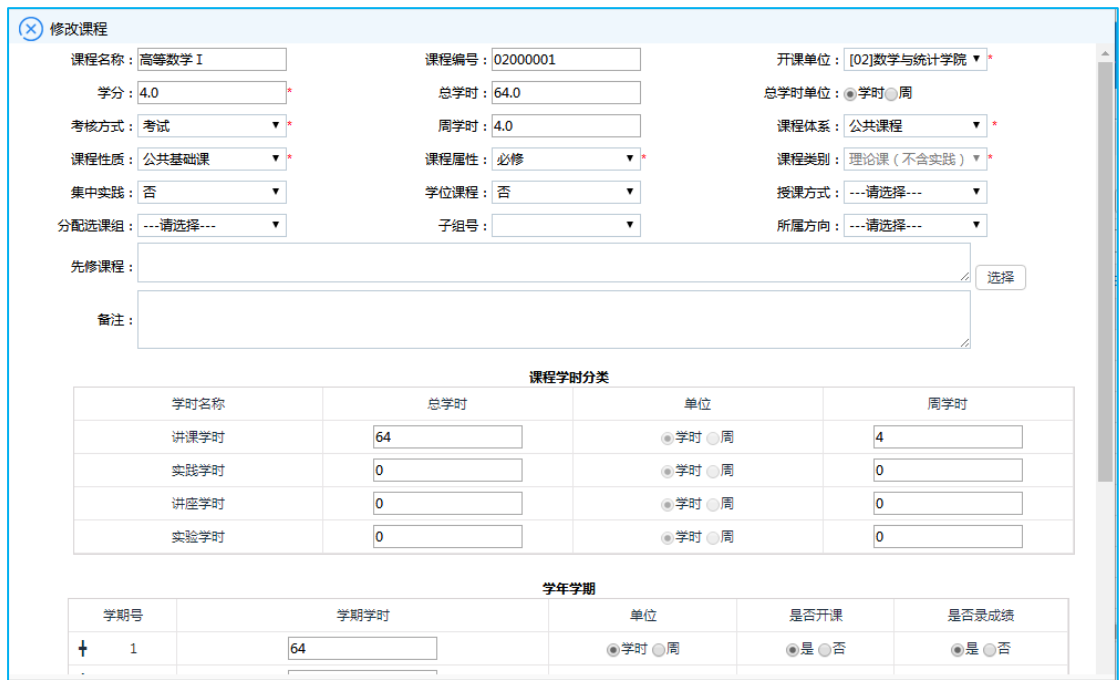 修改课程
课程名称：高等数学 I 课程编号：02000001 开课单位：[02]数学与统计学院 *
学分：4.0 * 总学时：64.0 总学时单位：学时 周
考核方式：考试 * 周学时：4.0 课程体系：公共课程 *
课程性质：公共基础课 * 课程属性：必修 * 课程类别：理论课（不含实践） *
集中实践：否 学位课程：否 授课方式：---请选择---
分配选课组：---请选择--- 子组号： 所属方向：---请选择---
先修课程： 选择
备注：
课程学时分类
学时名称 总学时 单位 周学时
讲课学时 64 学时 周 4
实践学时 0 学时 周 0
讲座学时 0 学时 周 0
实验学时 0 学时 周 0
学年学期
学期号 学期学时 单位 是否开课 是否录成绩
1 64 学时 周 是 否 是 否